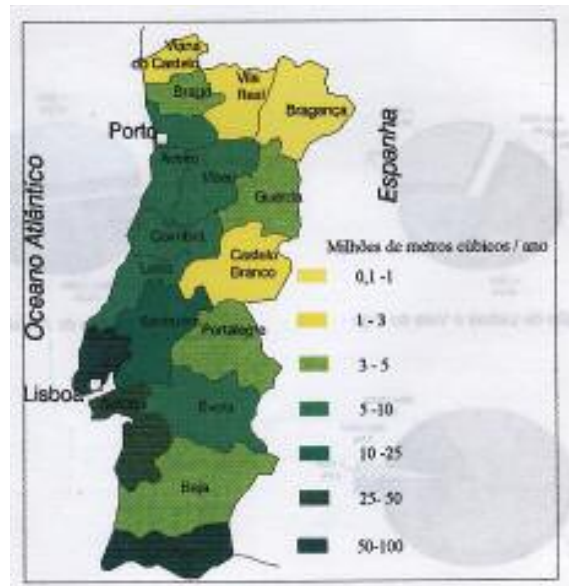 Viana
do Castelo
Braga
Vila
Real
Bragança
Porto
Aveiro
Viseu
Guarda
Coimbra
Castelo
Branco
Leiria
Santarém
Portalegre
Lisboa
Setúbal
Évora
Beja
Oceano Atlântico
Espanha
Milhões de metros cúbicos / ano
0,1 -1
1 - 3
3 - 5
5 -10
10 -25
25- 50
50-100